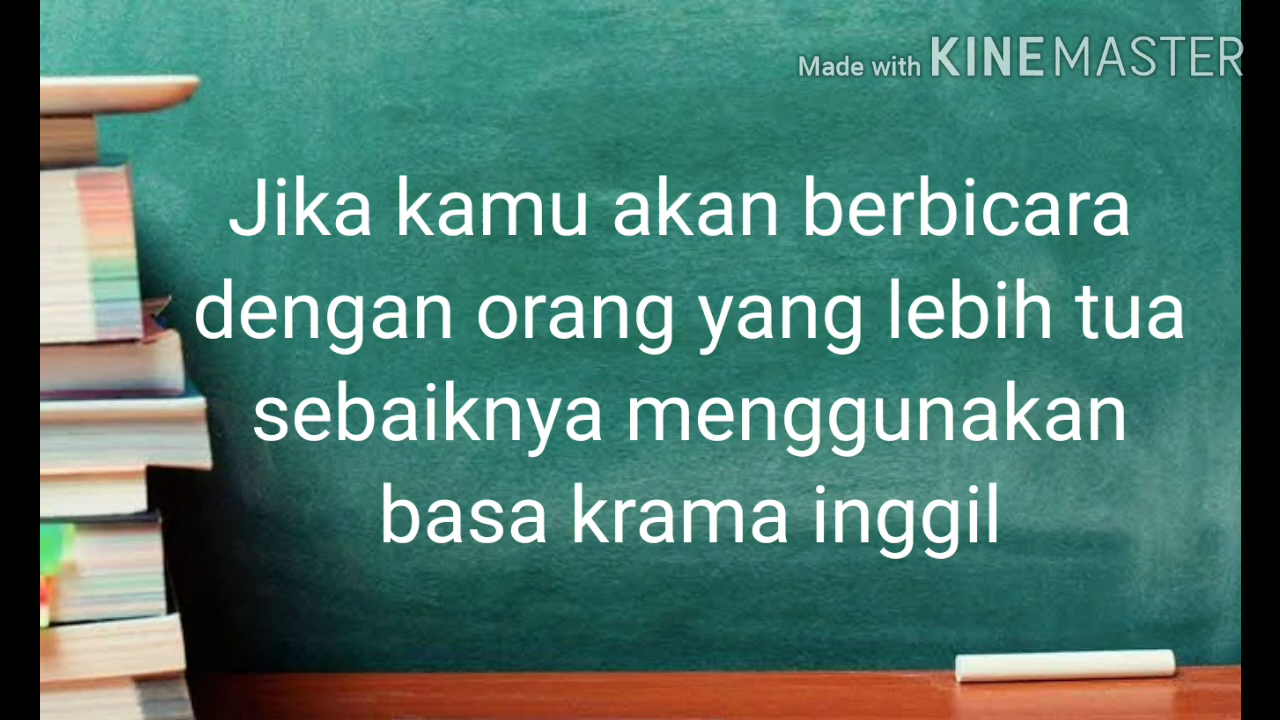 Made with KINEMASTER
Jika kamu akan berbicara
dengan orang yang lebih tua
sebaiknya menggunakan
basa krama inggil